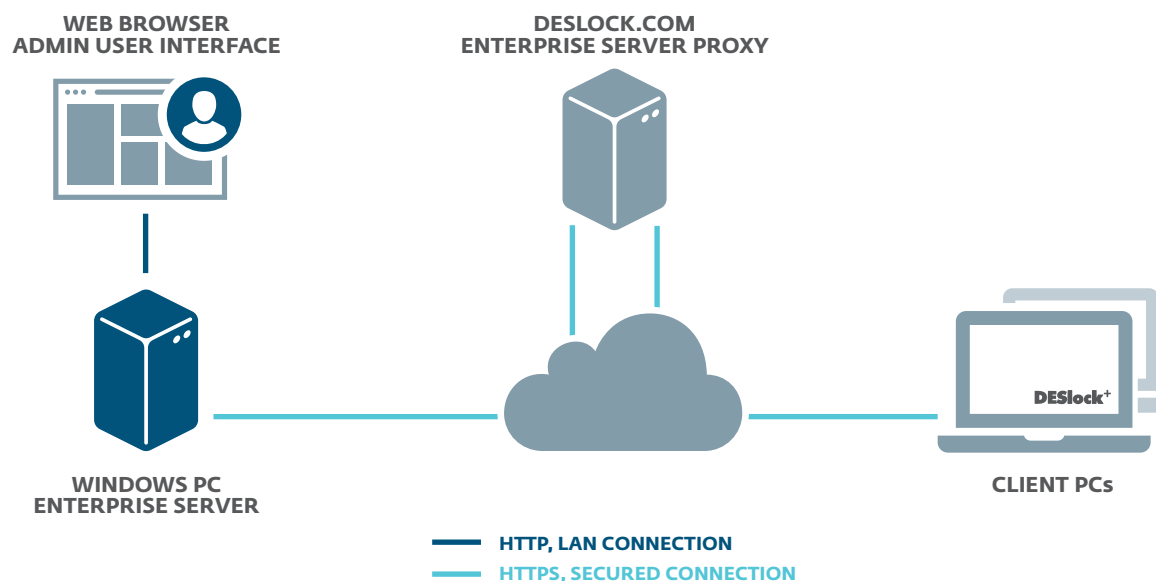 WEB BROWSER
ADMIN USER INTERFACE
DESLOCK.COM
ENTERPRISE SERVER PROXY
DESlock+
WINDOWS PC
ENTERPRISE SERVER
CLIENT PCs
HTTP, LAN CONNECTION
HTTPS, SECURED CONNECTION